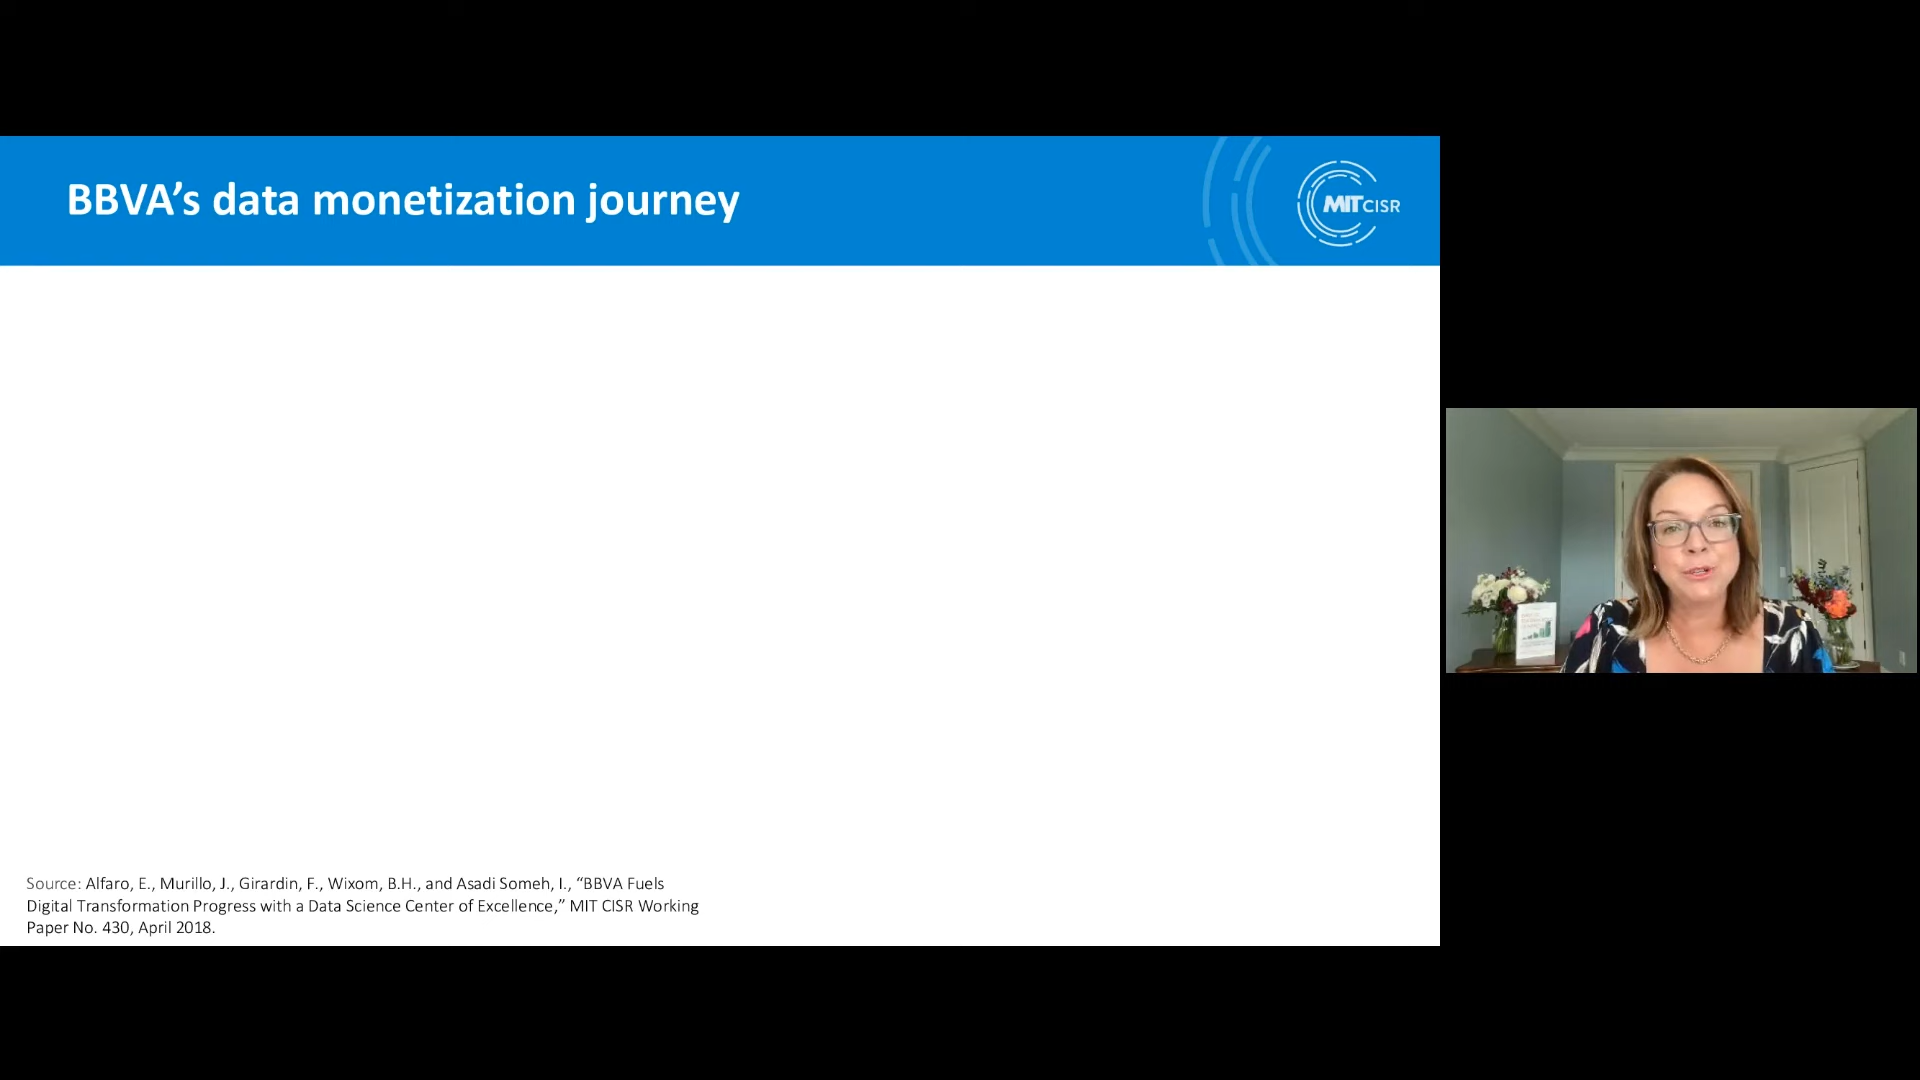 BBVA’s data monetization journey
MIT CISR
Source: Alfaro, E., Murillo, J., Girardin, F., Wixom, B.H., and Asadi Someh, I., “BBVA Fuels
Digital Transformation Progress with a Data Science Center of Excellence,” MIT CISR Working
Paper No. 430, April 2018.